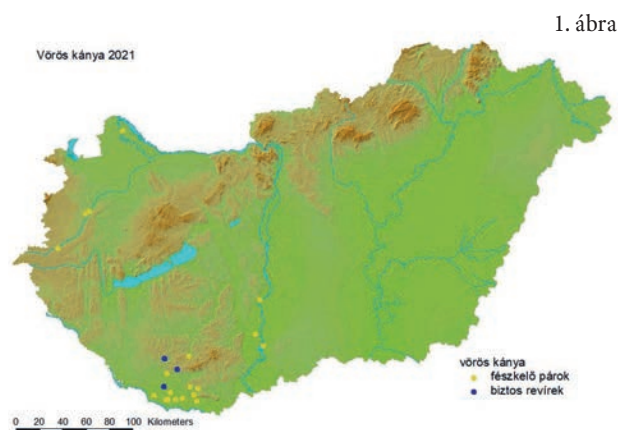 1. ábra
Vörös kánya 2021
vörös kánya
fészkelő párok
biztos revírek
0 20 40 60 80 100 Kilometers